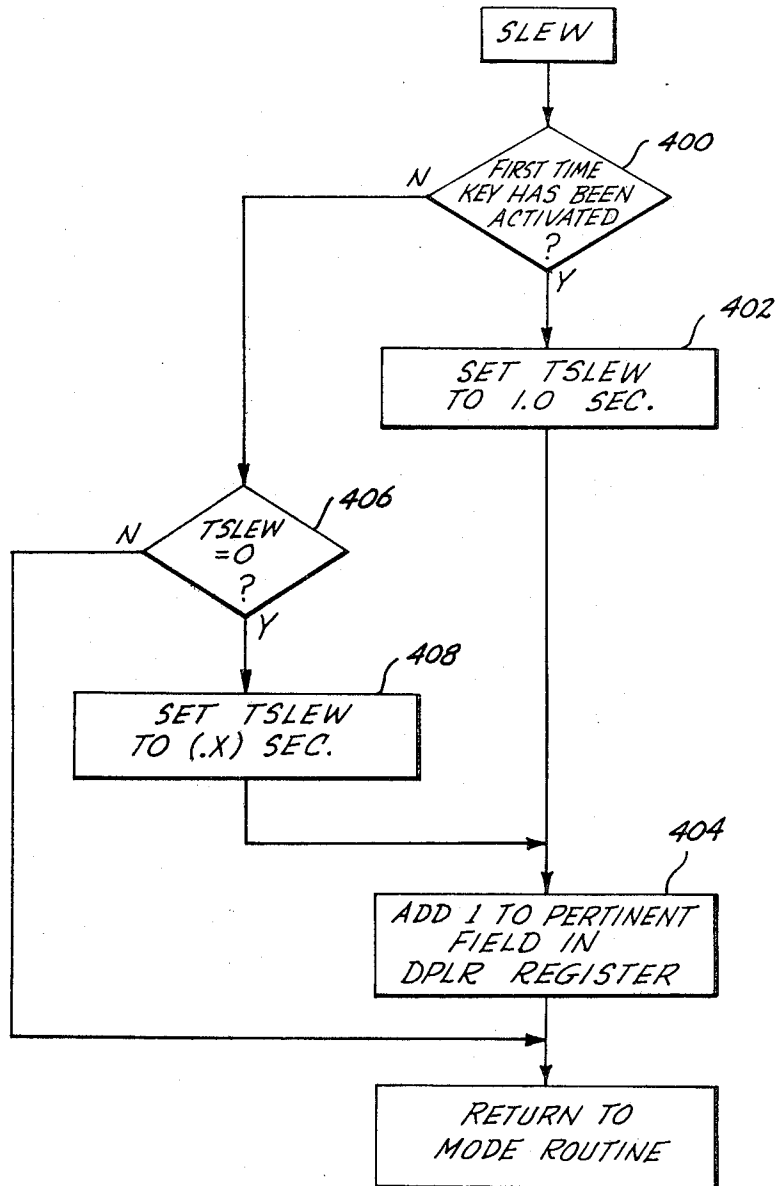 SLEW
400
FIRST TIME
KEY HAS BEEN
ACTIVATED
?
N
Y
402
SET TSLEW
TO 1.0 SEC.
406
N
TSLEW
=0
?
Y
408
SET TSLEW
TO (.X) SEC.
404
ADD 1 TO PERTINENT
FIELD IN
DPLR REGISTER
RETURN TO
MODE ROUTINE